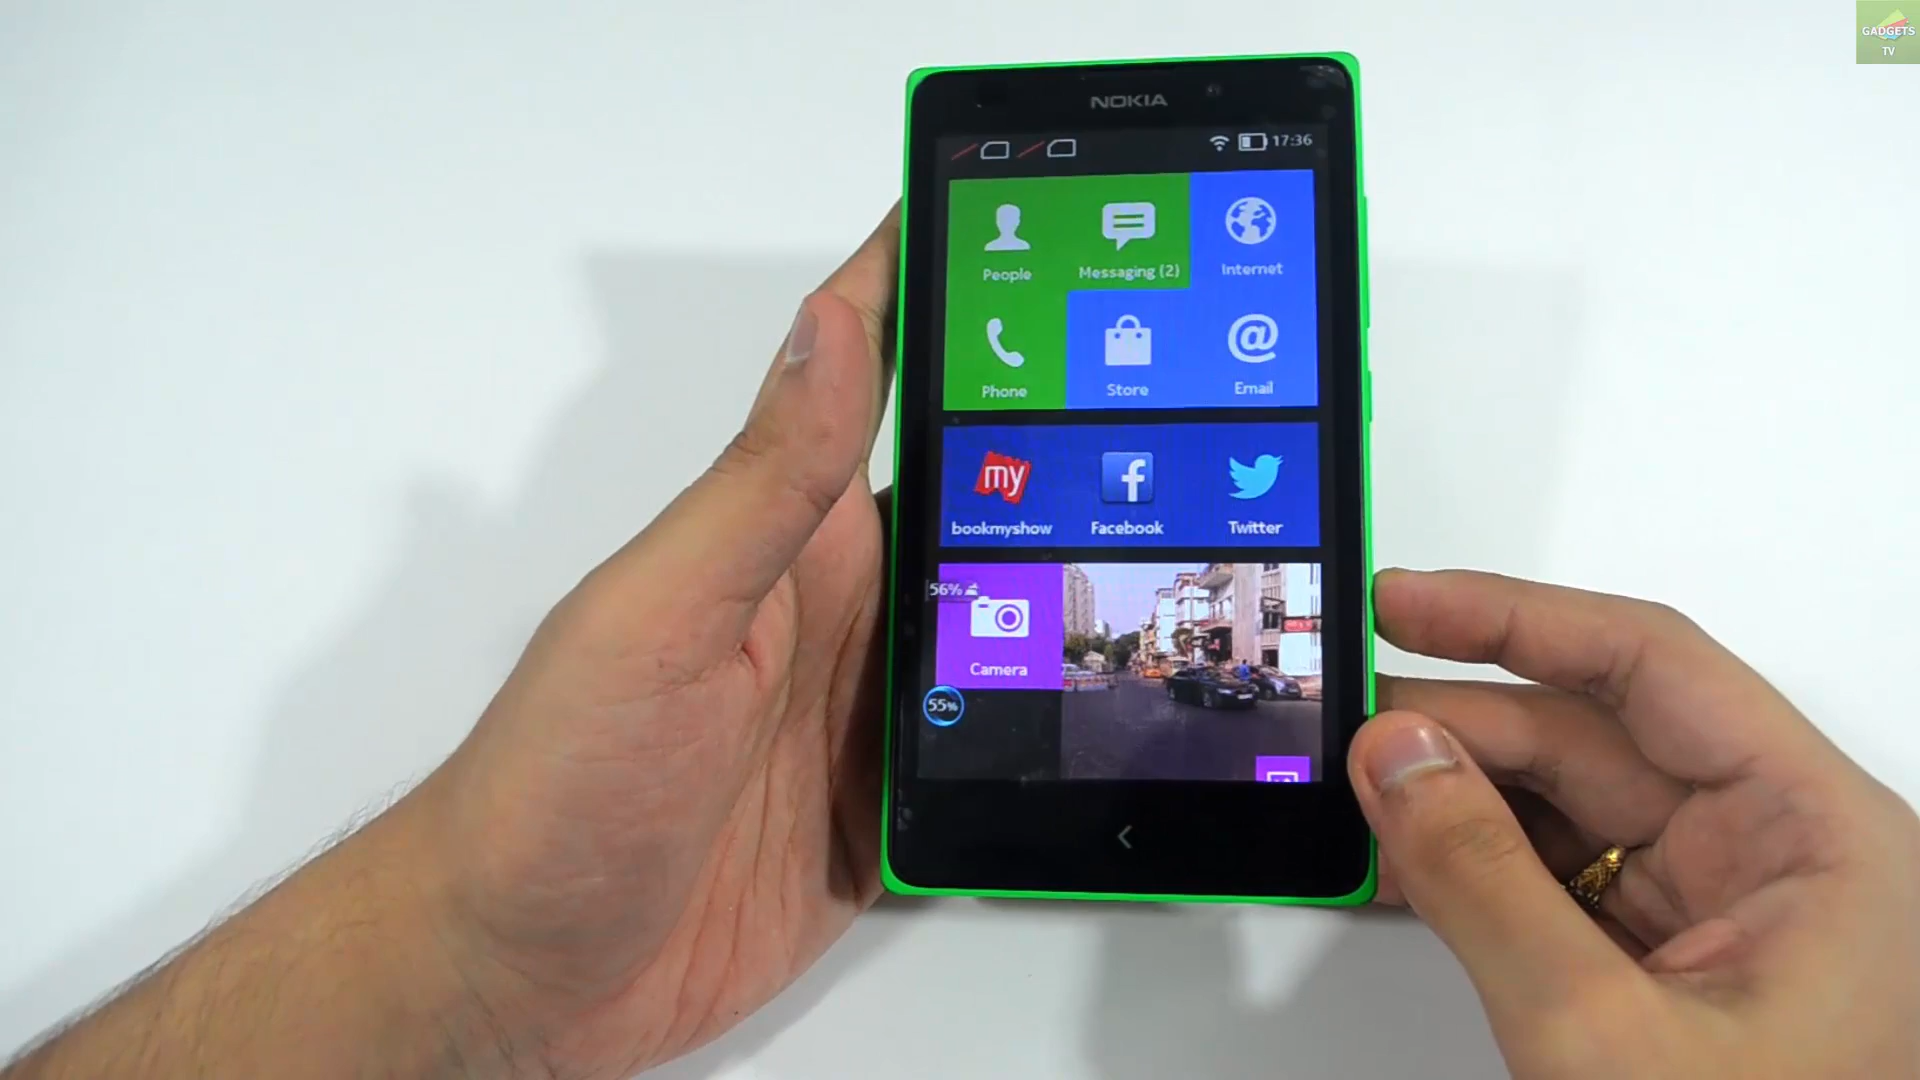 GADGETS
TV
NOKIA
17:36
People
Messaging (2)
Internet
Phone
Store
Email
my
bookmyshow
f
Facebook
Twitter
56%
Camera
55%